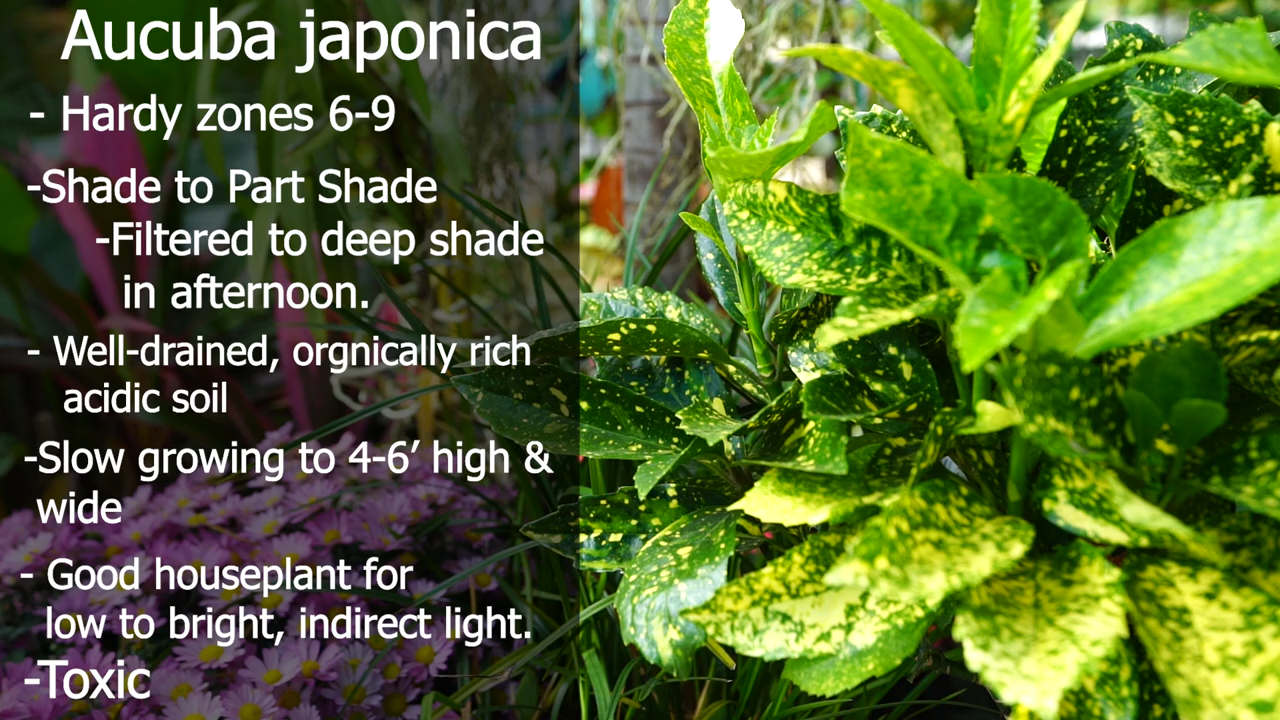 Aucuba japonica
- Hardy zones 6-9
-Shade to Part Shade
-Filtered to deep shade
in afternoon.
- Well-drained, orgnically rich
acidic soil
-Slow growing to 4-6’ high &
wide
- Good houseplant for
low to bright, indirect light.
-Toxic